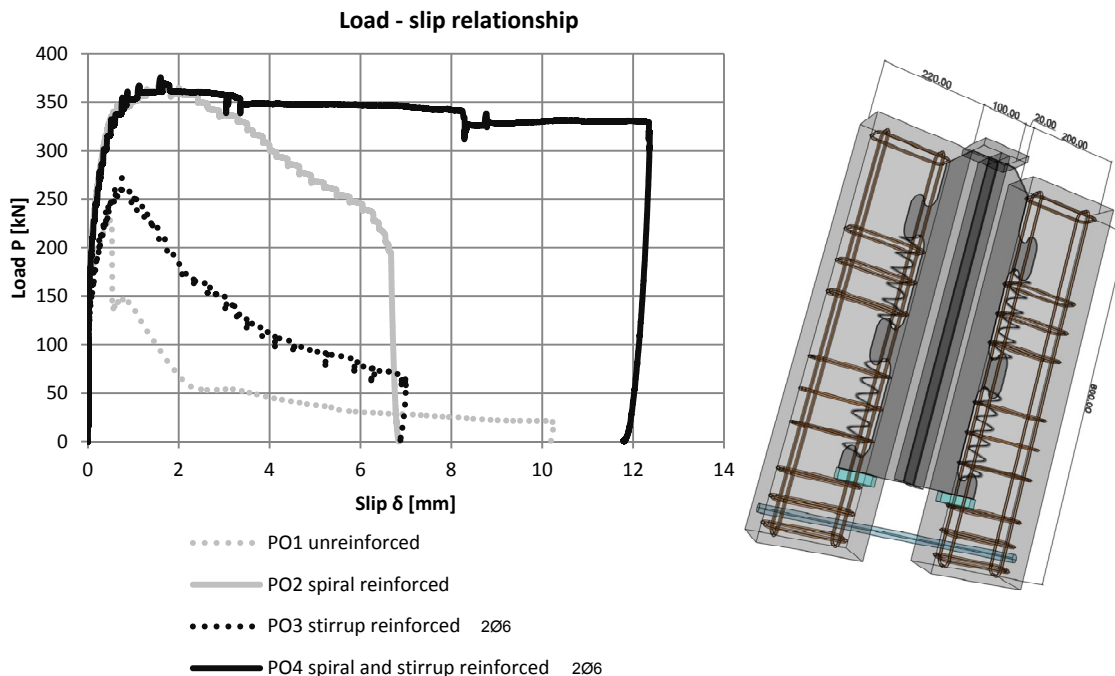 Load - slip relationship
Load P [kN]
400
350
300
250
200
150
100
50
0
0 2 4 6 8 10 12 14
Slip δ [mm]
PO1 unreinforced
PO2 spiral reinforced
PO3 stirrup reinforced 2Ø6
PO4 spiral and stirrup reinforced 2Ø6
220.00
100.00
20.00
200.00